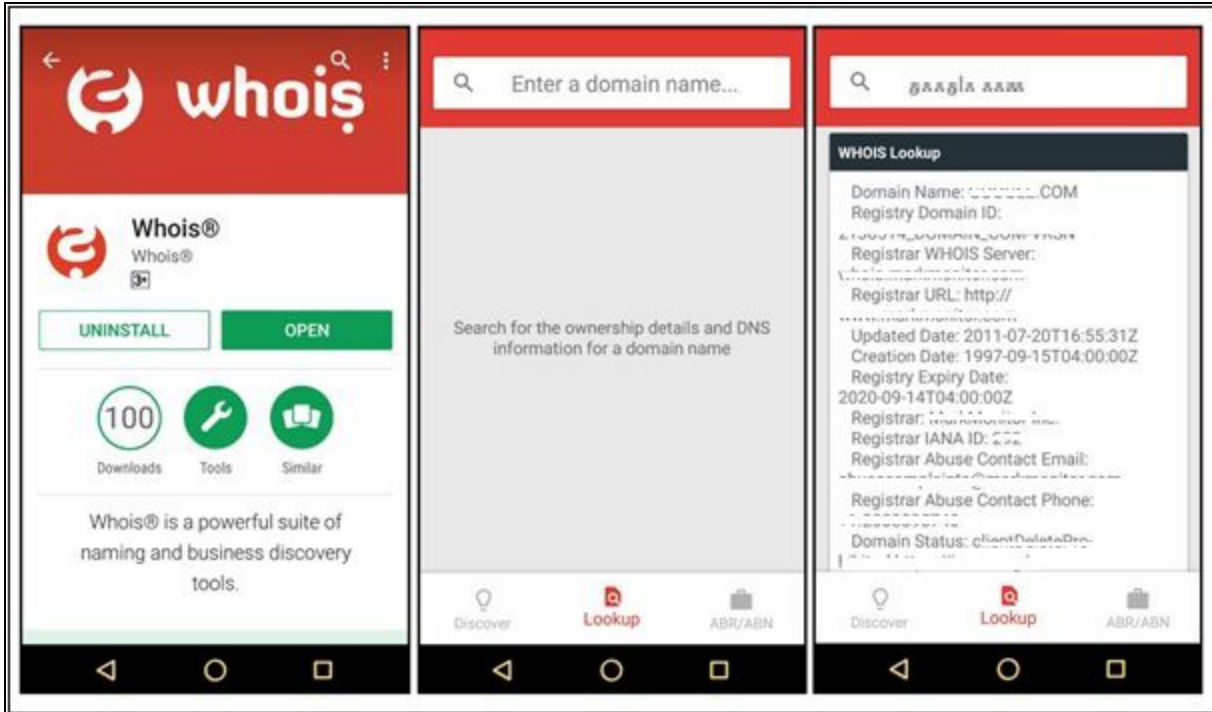 whois
Whois®
Whois®
3+
UNINSTALL
OPEN
100
Downloads
Tools
Similar
Whois® is a powerful suite of
naming and business discovery
tools.
Enter a domain name...
Search for the ownership details and DNS
information for a domain name
Discover
Lookup
ABR/ABN
WHOIS Lookup
Domain Name: .COM
Registry Domain ID:
Registrar WHOIS Server:
Registrar URL: http://
Updated Date: 2011-07-20T16:55:31Z
Creation Date: 1997-09-15T04:00:00Z
Registry Expiry Date:
2020-09-14T04:00:00Z
Registrar:
Registrar IANA ID:
Registrar Abuse Contact Email:
Registrar Abuse Contact Phone:
Domain Status:
Discover
Lookup
ABR/ABN